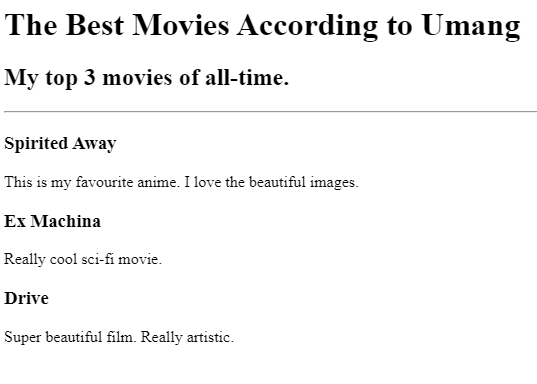 The Best Movies According to Umang
My top 3 movies of all-time.
Spirited Away
This is my favourite anime. I love the beautiful images.
Ex Machina
Really cool sci-fi movie.
Drive
Super beautiful film. Really artistic.